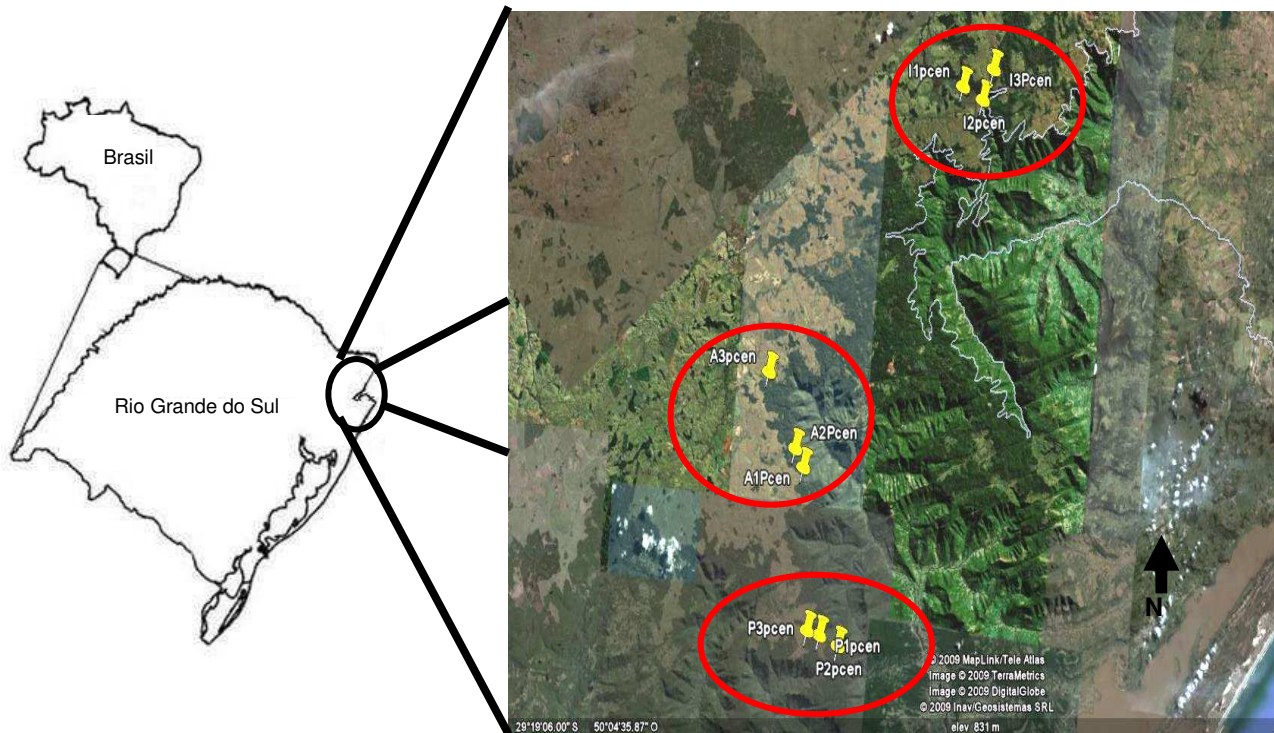 Brasil
Rio Grande do Sul
I1pcen
I3Pcen
I2pcen
A3pcen
A2Pcen
A1Pcen
P3pcen
P1pcen
P2pcen
N
© 2009 MapLink/Tele Atlas
Image © 2009 TerraMetrics
Image © 2009 DigitalGlobe
© 2009 Inav/Geosistemas SRL
29°19'06.00" S 50°04'35.87" O elev 831 m